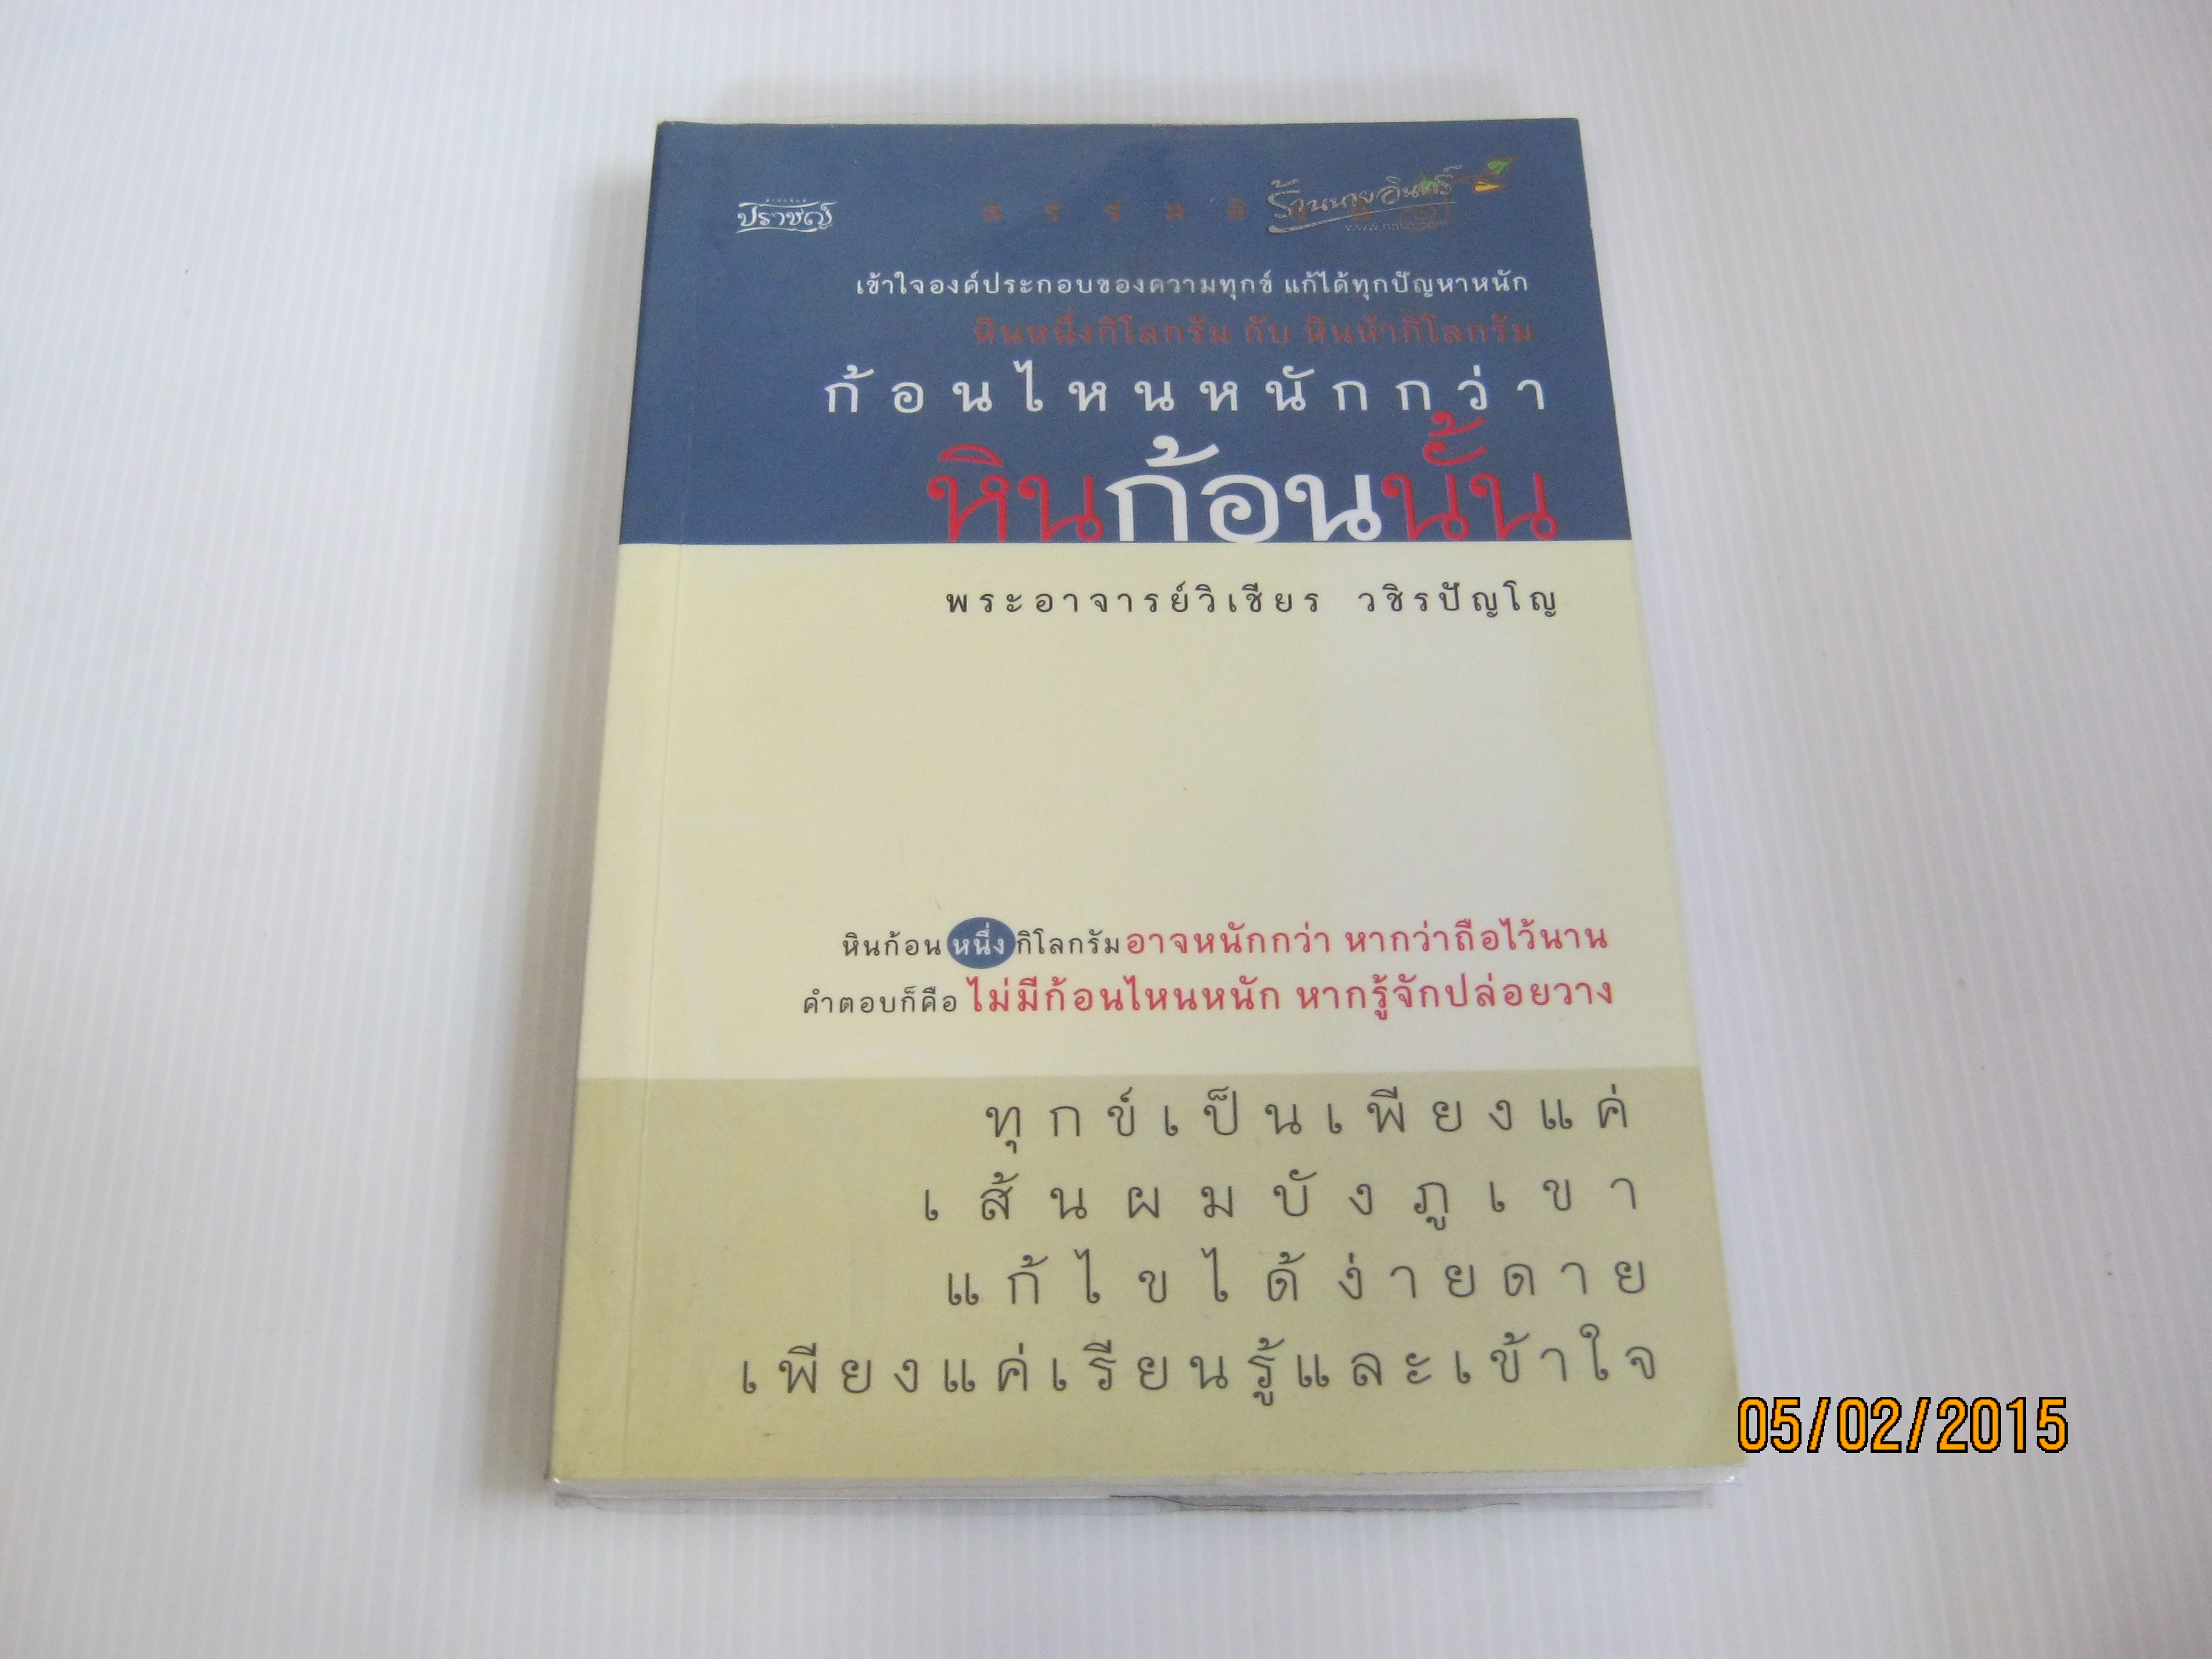 ปราชญ์
ร้านนายอินทร์
เข้าใจองค์ประกอบของความทุกข์ แก้ได้ทุกปัญหาหนัก
หินหนึ่งกิโลกรัม กับ หินห้ากิโลกรัม
ก้อนไหนหนักกว่า
หินก้อนนั้น
พระอาจารย์วิเชียร วชิรปัญโญ
หินก้อนหนึ่งกิโลกรัมอาจหนักกว่า หากว่าถือไว้นาน
คำตอบก็คือ ไม่มีก้อนไหนหนัก หากรู้จักปล่อยวาง
ทุกข์เป็นเพียงแค่
เส้นผมบังภูเขา
แก้ไขได้ง่ายดาย
เพียงแค่เรียนรู้และเข้าใจ
05/02/2015